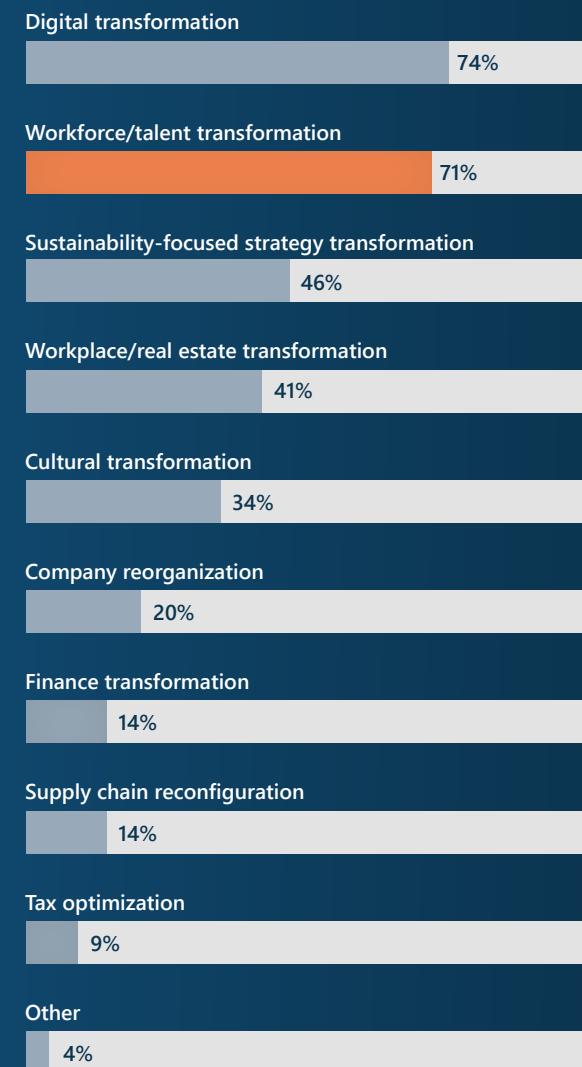 Digital transformation
74%
Workforce/talent transformation
71%
Sustainability-focused strategy transformation
46%
Workplace/real estate transformation
41%
Cultural transformation
34%
Company reorganization
20%
Finance transformation
14%
Supply chain reconfiguration
14%
Tax optimization
9%
Other
4%